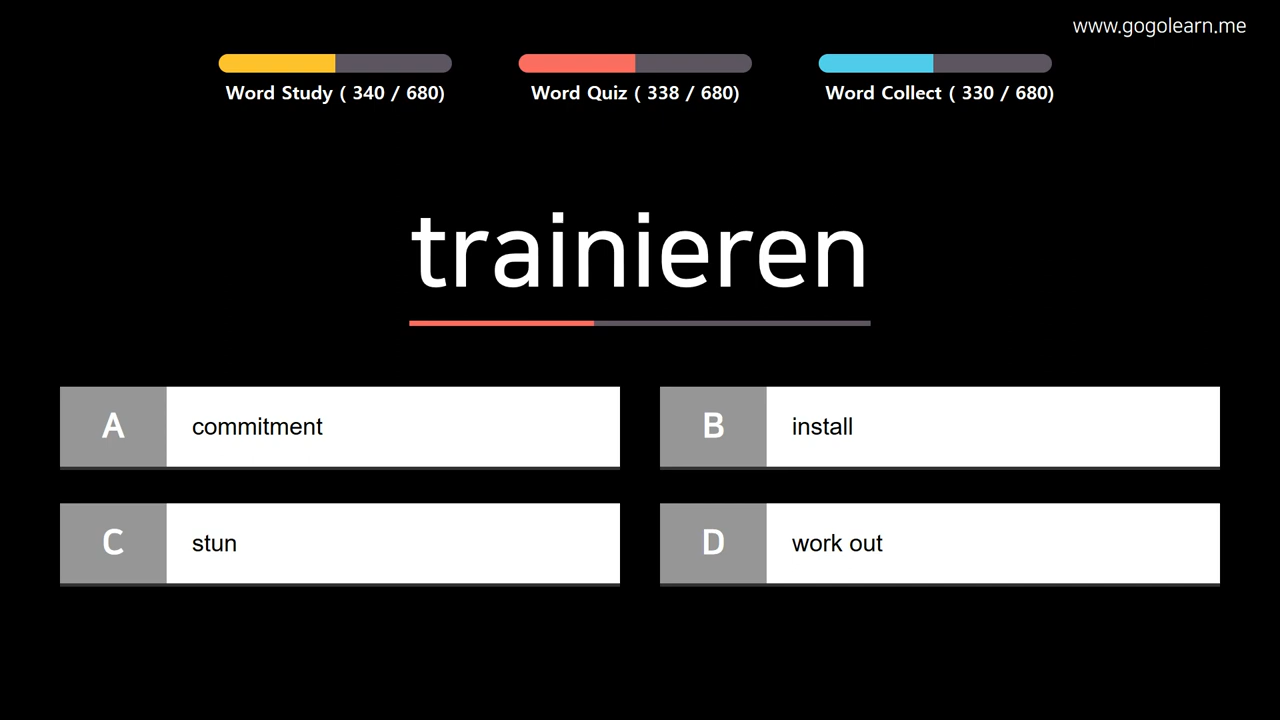 www.gogolearn.me
Word Study ( 340 / 680)
Word Quiz ( 338 / 680)
Word Collect ( 330 / 680)
trainieren
A commitment
B install
C stun
D work out